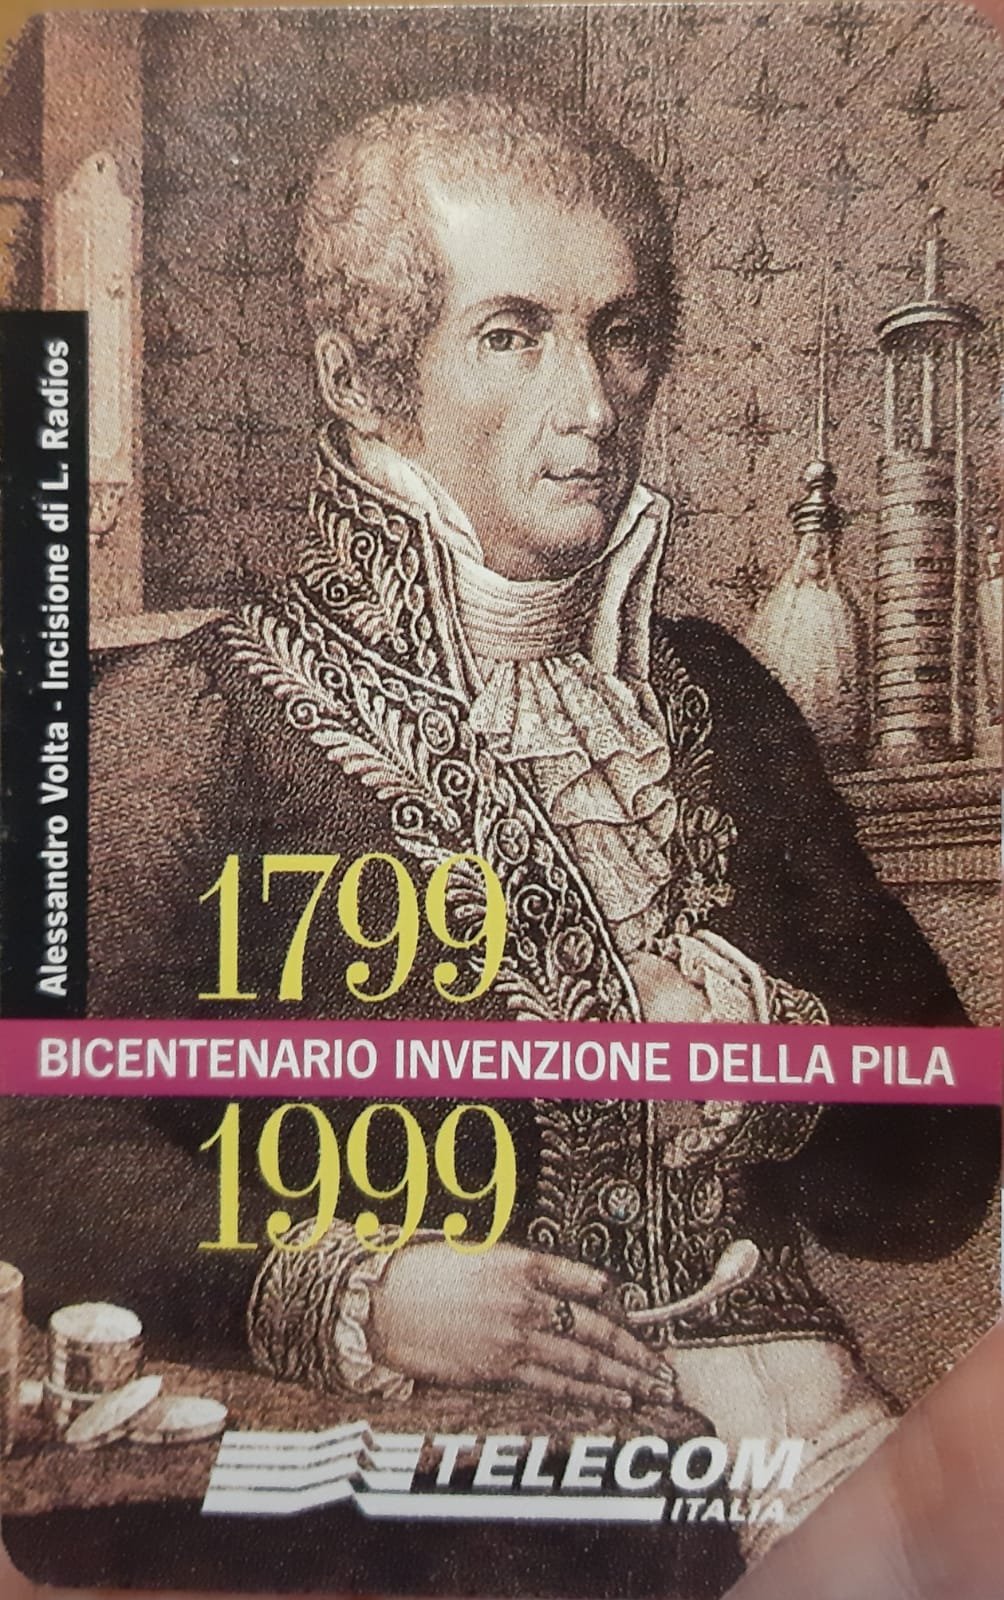 Alessandro Volta - Incisione di L. Radios
1799
BICENTENARIO INVENZIONE DELLA PILA
1999
TELECOM
ITALIA